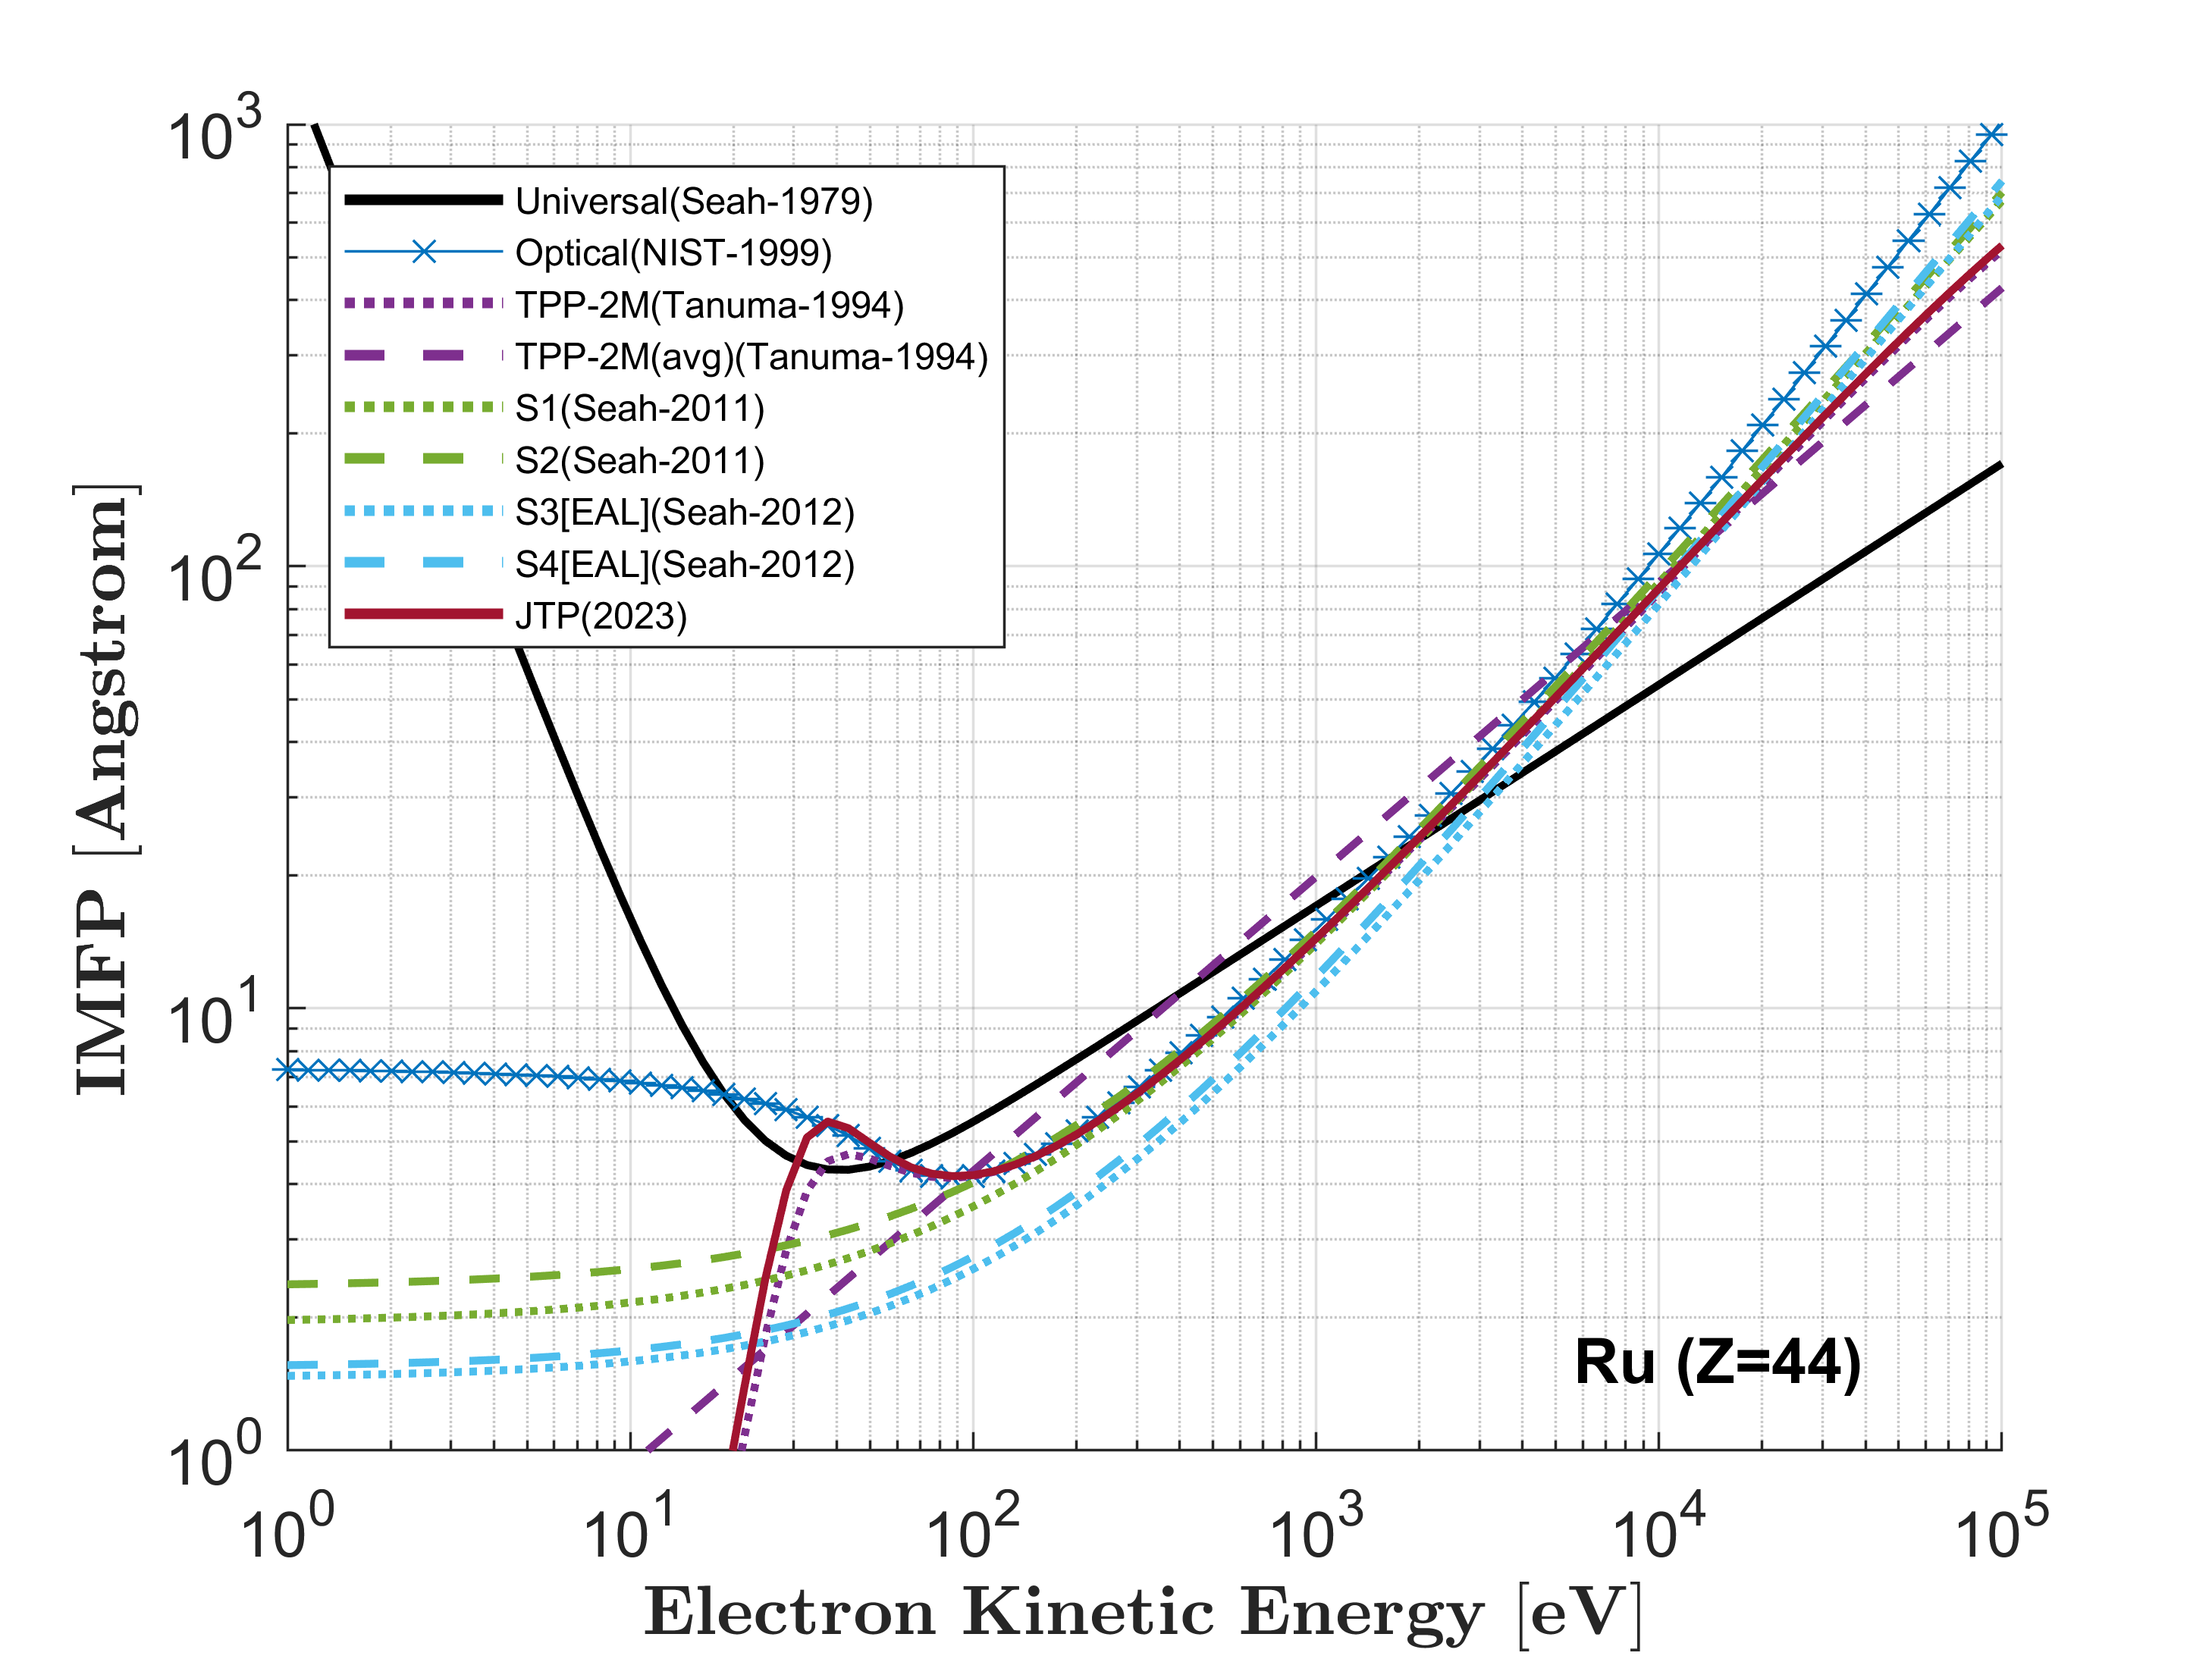 10^3
10^2
10^1
10^0
IMFP [Angstrom]
Universal(Seah-1979)
Optical(NIST-1999)
TPP-2M(Tanuma-1994)
TPP-2M(avg)(Tanuma-1994)
S1(Seah-2011)
S2(Seah-2011)
S3[EAL](Seah-2012)
S4[EAL](Seah-2012)
JTP(2023)
Ru (Z=44)
10^0 10^1 10^2 10^3 10^4 10^5
Electron Kinetic Energy [eV]